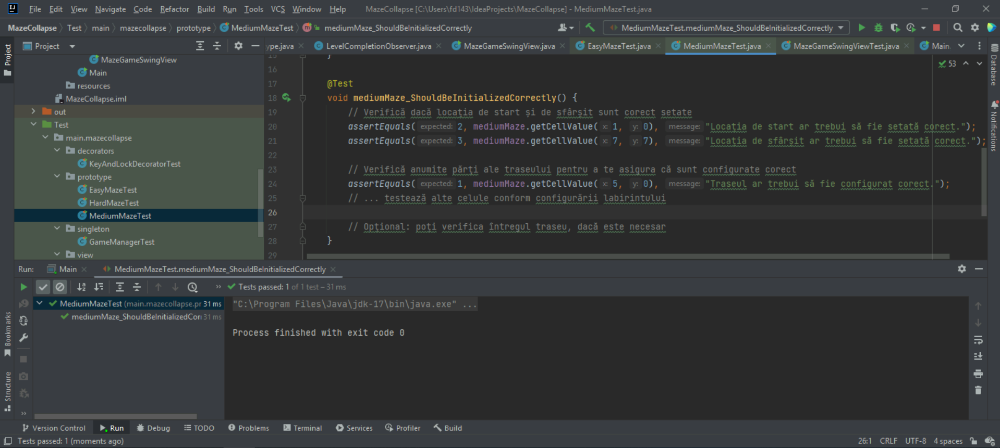 File Edit View Navigate Code Refactor Build Run Tools VCS Window Help MazeCollapse [C:\Users\fd143\IdeaProjects\MazeCollapse] - MediumMazeTest.java
MazeCollapse Test main mazecollapse prototype MediumMazeTest mediumMaze_ShouldBeInitializedCorrectly MediumMazeTest.mediumMaze_ShouldBeInitializedCorrectly
Project
Project
ype.java LevelCompletionObserver.java MazeGameSwingView.java EasyMazeTest.java MediumMazeTest.java MazeGameSwingViewTest.java Main.
MazeGameSwingView
Main
resources
MazeCollapse.iml
out
Test
main.mazecollapse
decorators
KeyAndLockDecoratorTest
prototype
EasyMazeTest
HardMazeTest
MediumMazeTest
singleton
GameManagerTest
view
53
15 }
16
17 @Test
18 void mediumMaze_ShouldBeInitializedCorrectly() {
19 // Verifică dacă locația de start și de sfârșit sunt corect setate
20 assertEquals( expected: 2, mediumMaze.getCellValue( x: 1, y: 0), message: "Locația de start ar trebui să fie setată corect.");
21 assertEquals( expected: 3, mediumMaze.getCellValue( x: 7, y: 7), message: "Locația de sfârșit ar trebui să fie setată corect.");
22
23 // Verifică anumite părți ale traseului pentru a te asigura că sunt configurate corect
24 assertEquals( expected: 1, mediumMaze.getCellValue( x: 5, y: 0), message: "Traseul ar trebui să fie configurat corect.");
25 // ... testează alte celule conform configurării labirintului
26
27 // Opțional: poți verifica întregul traseu, dacă este necesar
28 }
29
Database
Notifications
Run: Main MediumMazeTest.mediumMaze_ShouldBeInitializedCorrectly
» Tests passed: 1 of 1 test – 31 ms
MediumMazeTest (main.mazecollapse.pr 31 ms
mediumMaze_ShouldBeInitializedCorr 31 ms
"C:\Program Files\Java\jdk-17\bin\java.exe" ...
Process finished with exit code 0
Bookmarks
Structure
»
Version Control Run Debug TODO Problems Terminal Services Profiler Build
Tests passed: 1 (moments ago) 26:1 CRLF UTF-8 4 spaces